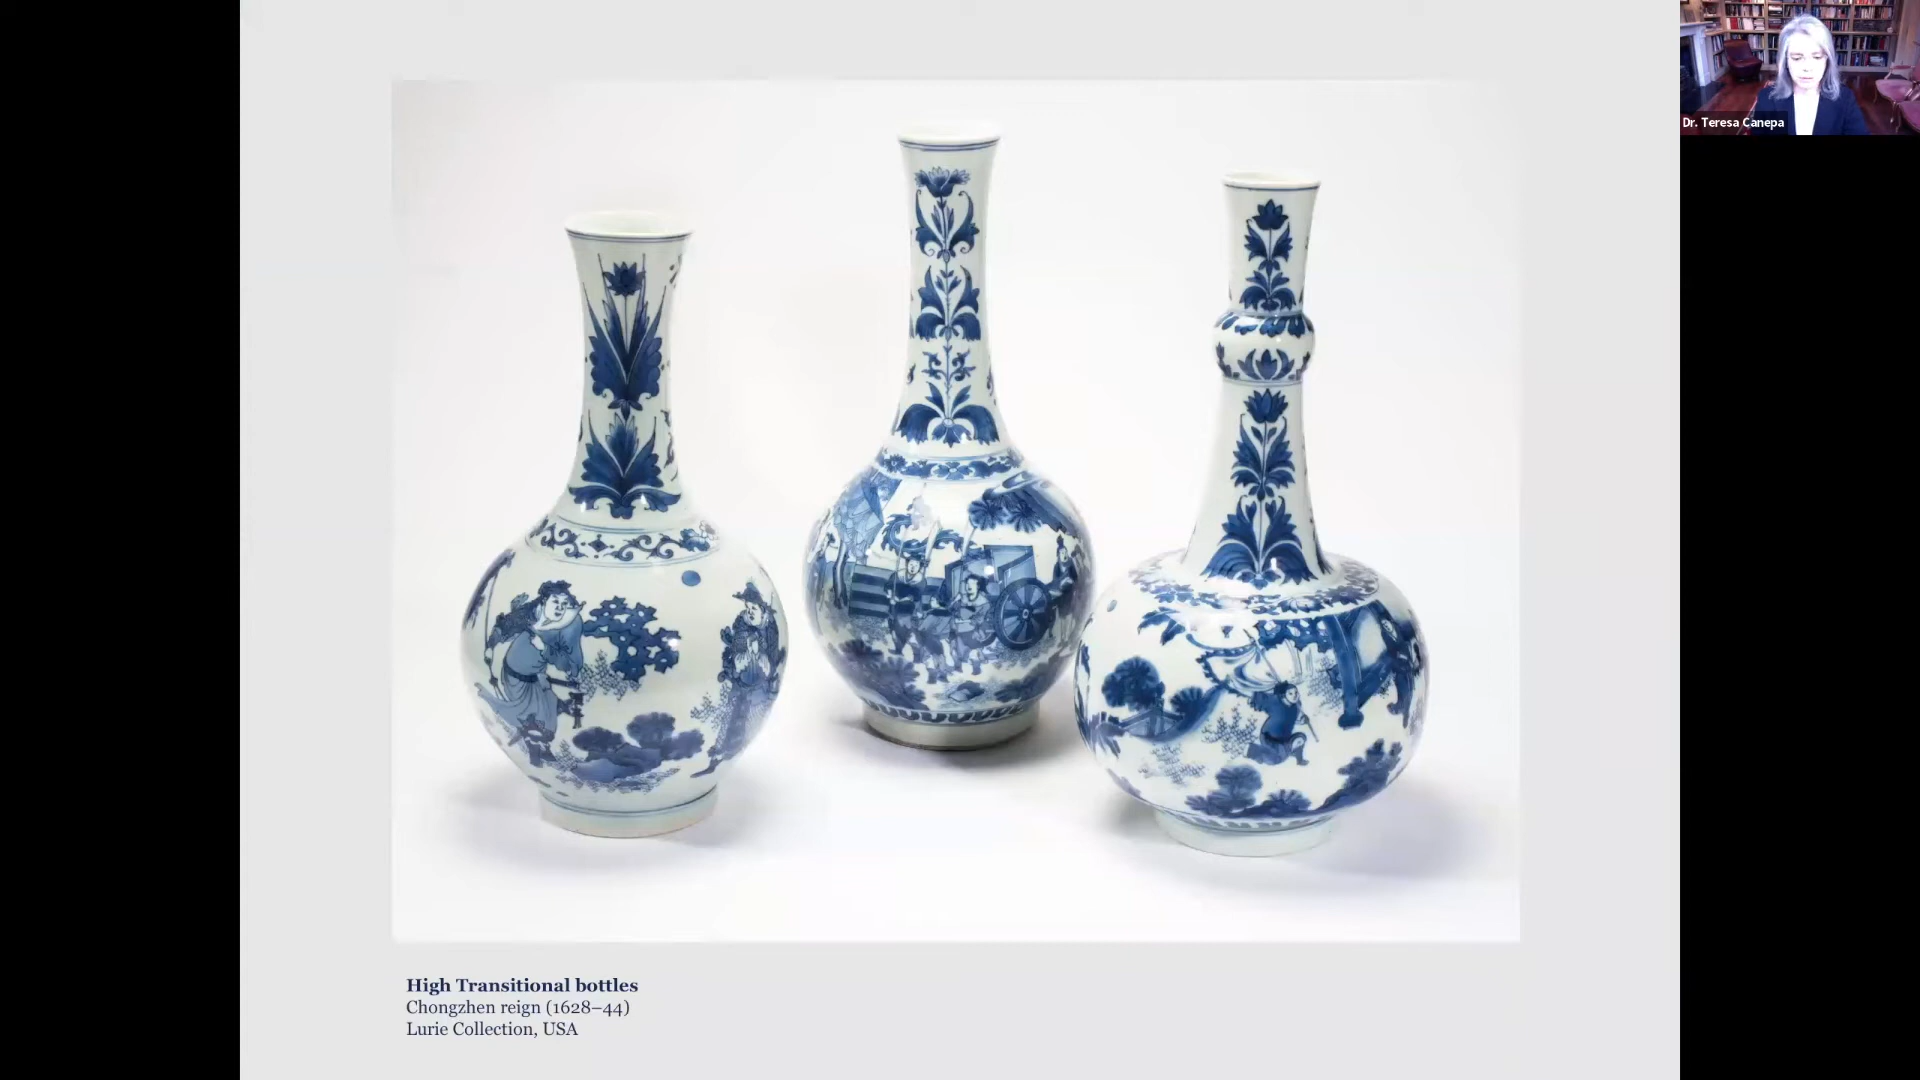 Dr. Teresa Canepa
High Transitional bottles
Chongzhen reign (1628–44)
Lurie Collection, USA